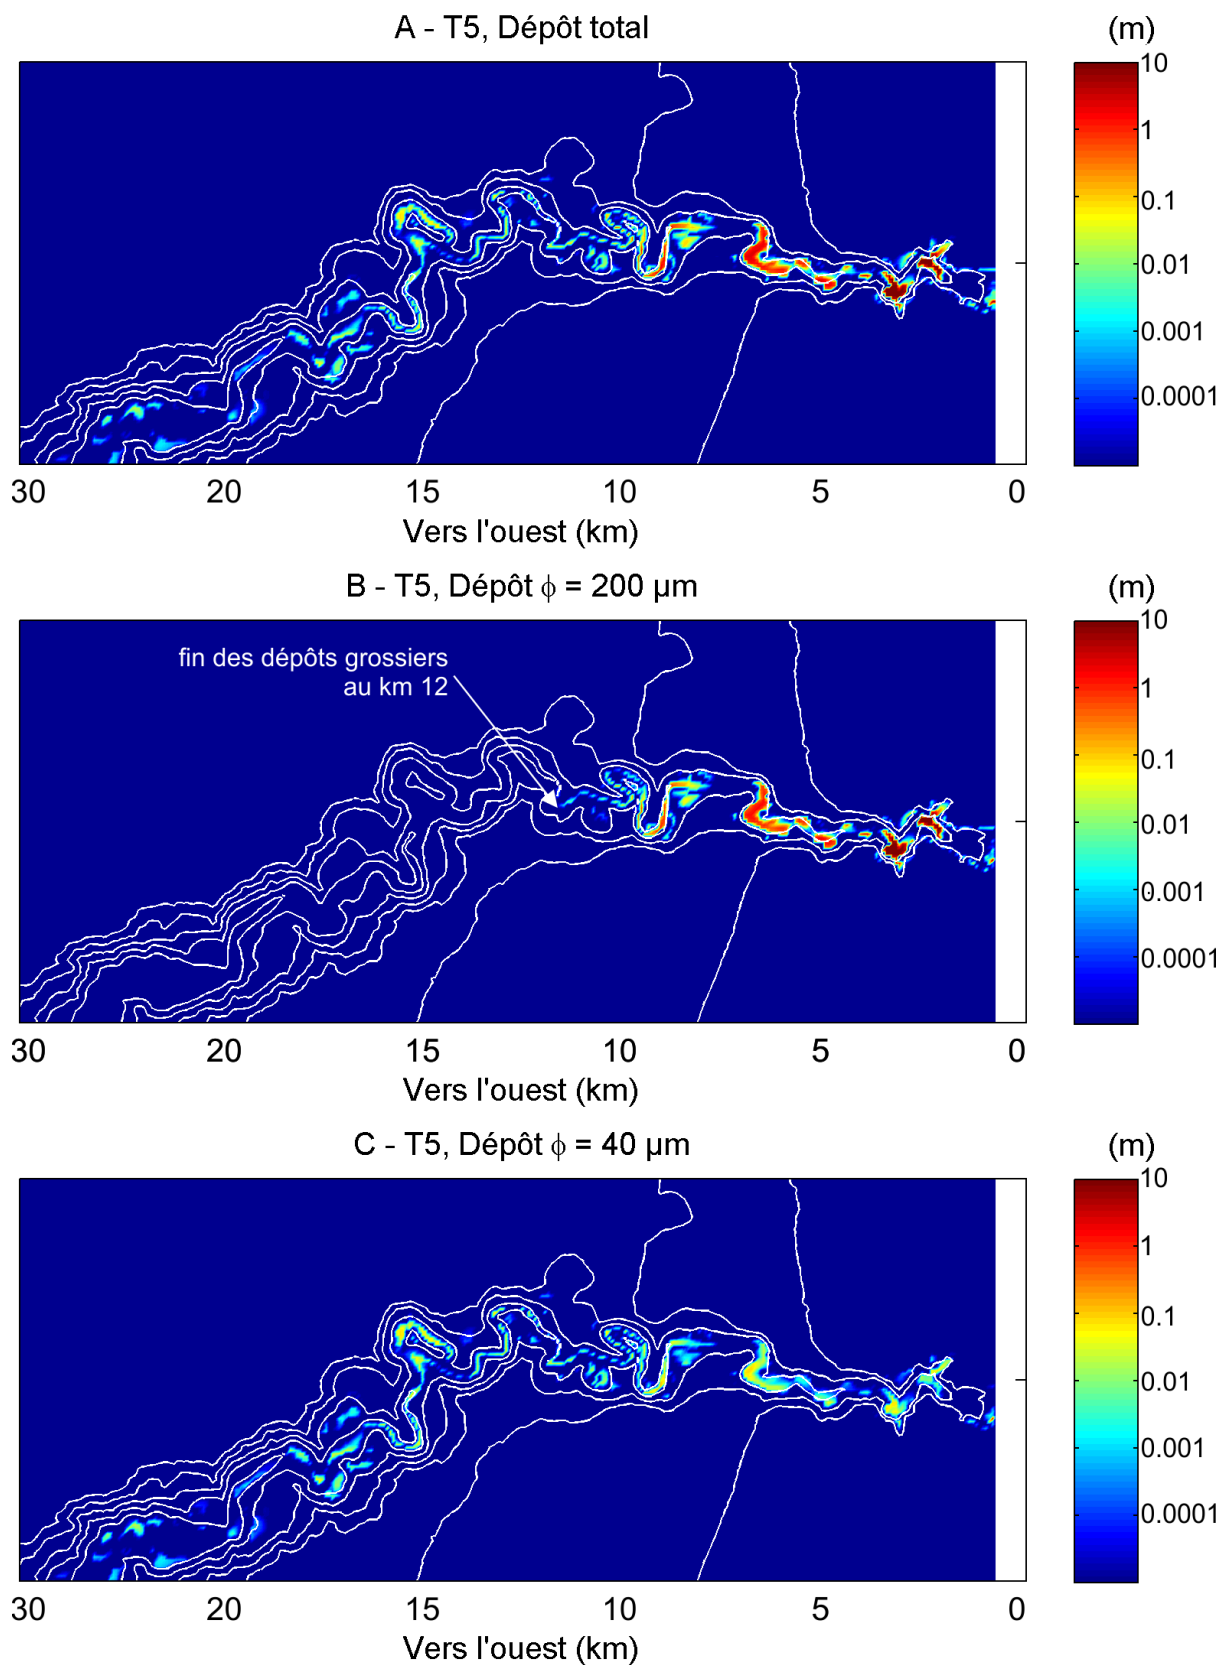 A - T5, Dépôt total
(m)
10
1
0.1
0.01
0.001
0.0001
30 20 15 10 5 0
Vers l'ouest (km)
B - T5, Dépôt ϕ = 200 µm
(m)
fin des dépôts grossiers
au km 12
10
1
0.1
0.01
0.001
0.0001
30 20 15 10 5 0
Vers l'ouest (km)
C - T5, Dépôt ϕ = 40 µm
(m)
10
1
0.1
0.01
0.001
0.0001
30 20 15 10 5 0
Vers l'ouest (km)